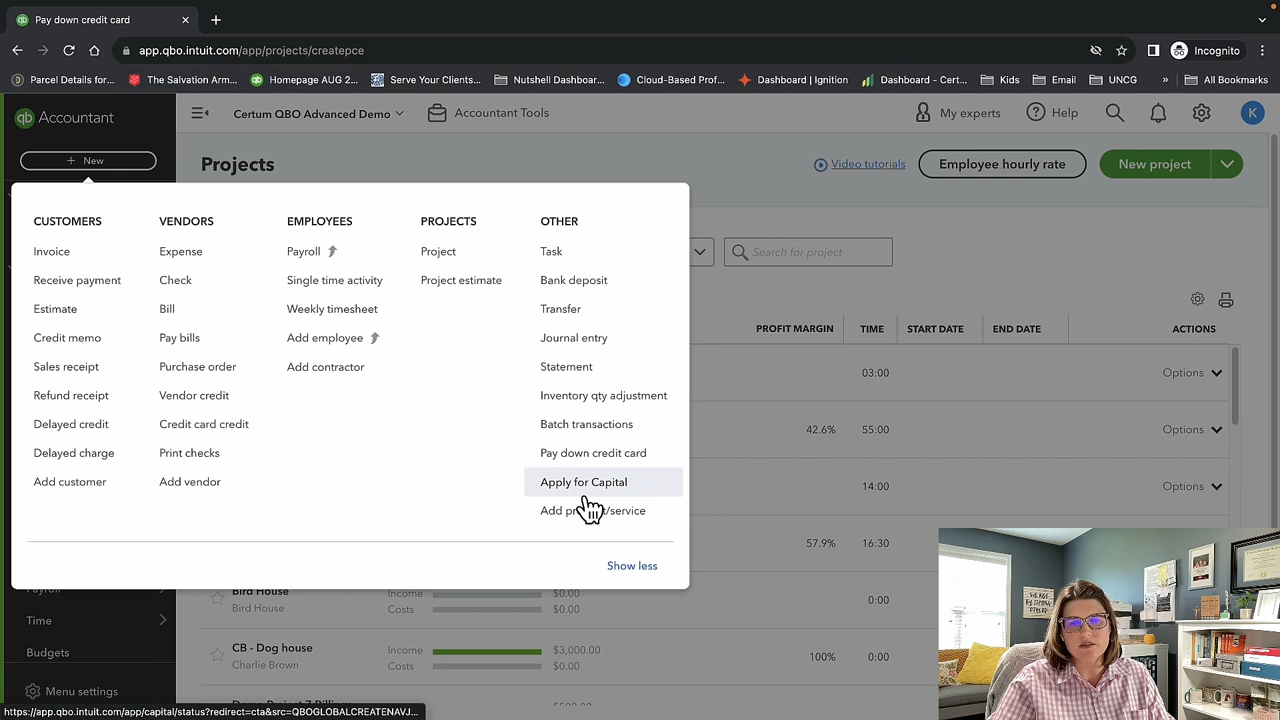 Pay down credit card
app.qbo.intuit.com/app/projects/createpce
Incognito
Parcel Details for...
The Salvation Arm...
Homepage AUG 2...
Serve Your Clients...
Nutshell Dashboar...
Cloud-Based Prof...
Dashboard | Ignition
Dashboard - Cert...
Kids
Email
UNCG
»
All Bookmarks
qb Accountant
Certum QBO Advanced Demo
Accountant Tools
My experts
Help
K
+ New
Projects
Video tutorials
Employee hourly rate
New project
CUSTOMERS
Invoice
Receive payment
Estimate
Credit memo
Sales receipt
Refund receipt
Delayed credit
Delayed charge
Add customer
VENDORS
Expense
Check
Bill
Pay bills
Purchase order
Vendor credit
Credit card credit
Print checks
Add vendor
EMPLOYEES
Payroll
Single time activity
Weekly timesheet
Add employee
Add contractor
PROJECTS
Project
Project estimate
OTHER
Task
Bank deposit
Transfer
Journal entry
Statement
Inventory qty adjustment
Batch transactions
Pay down credit card
Apply for Capital
Add /service
Show less
Search for project
PROFIT MARGIN TIME START DATE END DATE ACTIONS
03:00 Options
42.6% 55:00 Options
14:00 Options
57.9% 16:30
Bird House Income $0.00
Bird House Costs $0.00
0:00
CB - Dog house Income $3,000.00
Charlie Brown Costs $0.00
100% 0:00
Payroll
Time
Budgets
Menu settings
https://app.qbo.intuit.com/app/capital/status?redirect=cta&src=QBOGLOBALCREATENAVJ...